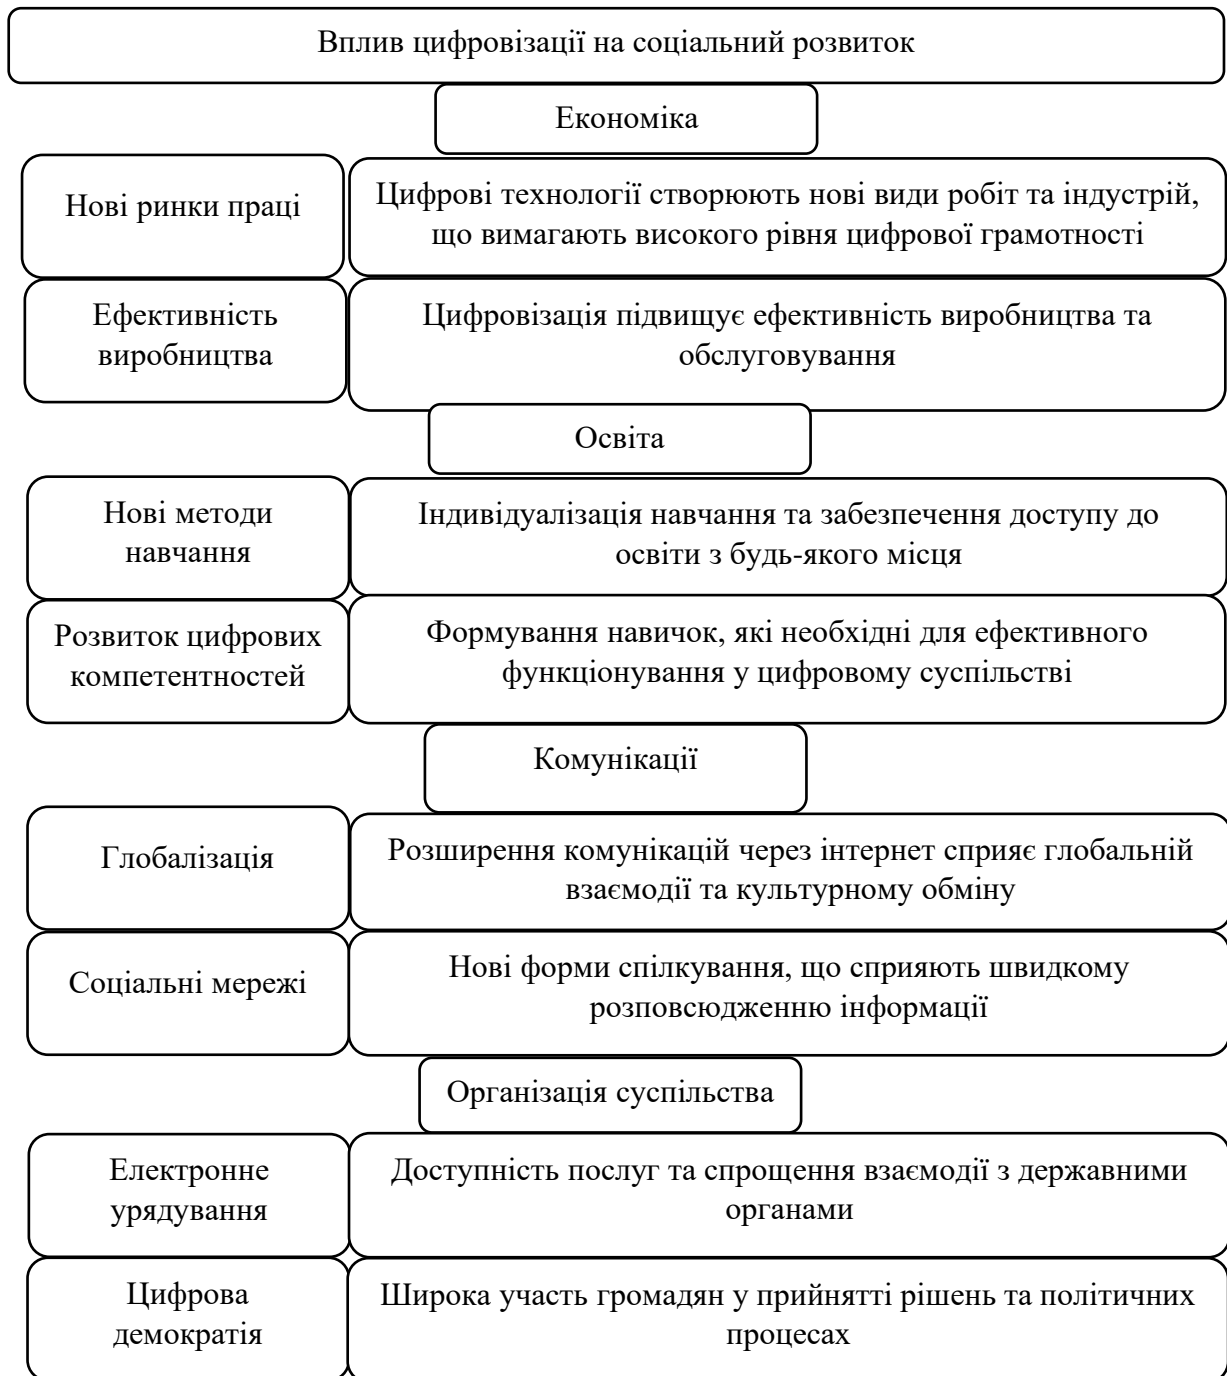 Вплив цифровізації на соціальний розвиток
Економіка
Нові ринки праці
Цифрові технології створюють нові види робіт та індустрій,
що вимагають високого рівня цифрової грамотності
Ефективність
виробництва
Цифровізація підвищує ефективність виробництва та
обслуговування
Освіта
Нові методи
навчання
Індивідуалізація навчання та забезпечення доступу до
освіти з будь-якого місця
Розвиток цифрових
компетентностей
Формування навичок, які необхідні для ефективного
функціонування у цифровому суспільстві
Комунікації
Глобалізація
Розширення комунікацій через інтернет сприяє глобальній
взаємодії та культурному обміну
Соціальні мережі
Нові форми спілкування, що сприяють швидкому
розповсюдженню інформації
Організація суспільства
Електронне
урядування
Доступність послуг та спрощення взаємодії з державними
органами
Цифрова
демократія
Широка участь громадян у прийнятті рішень та політичних
процесах